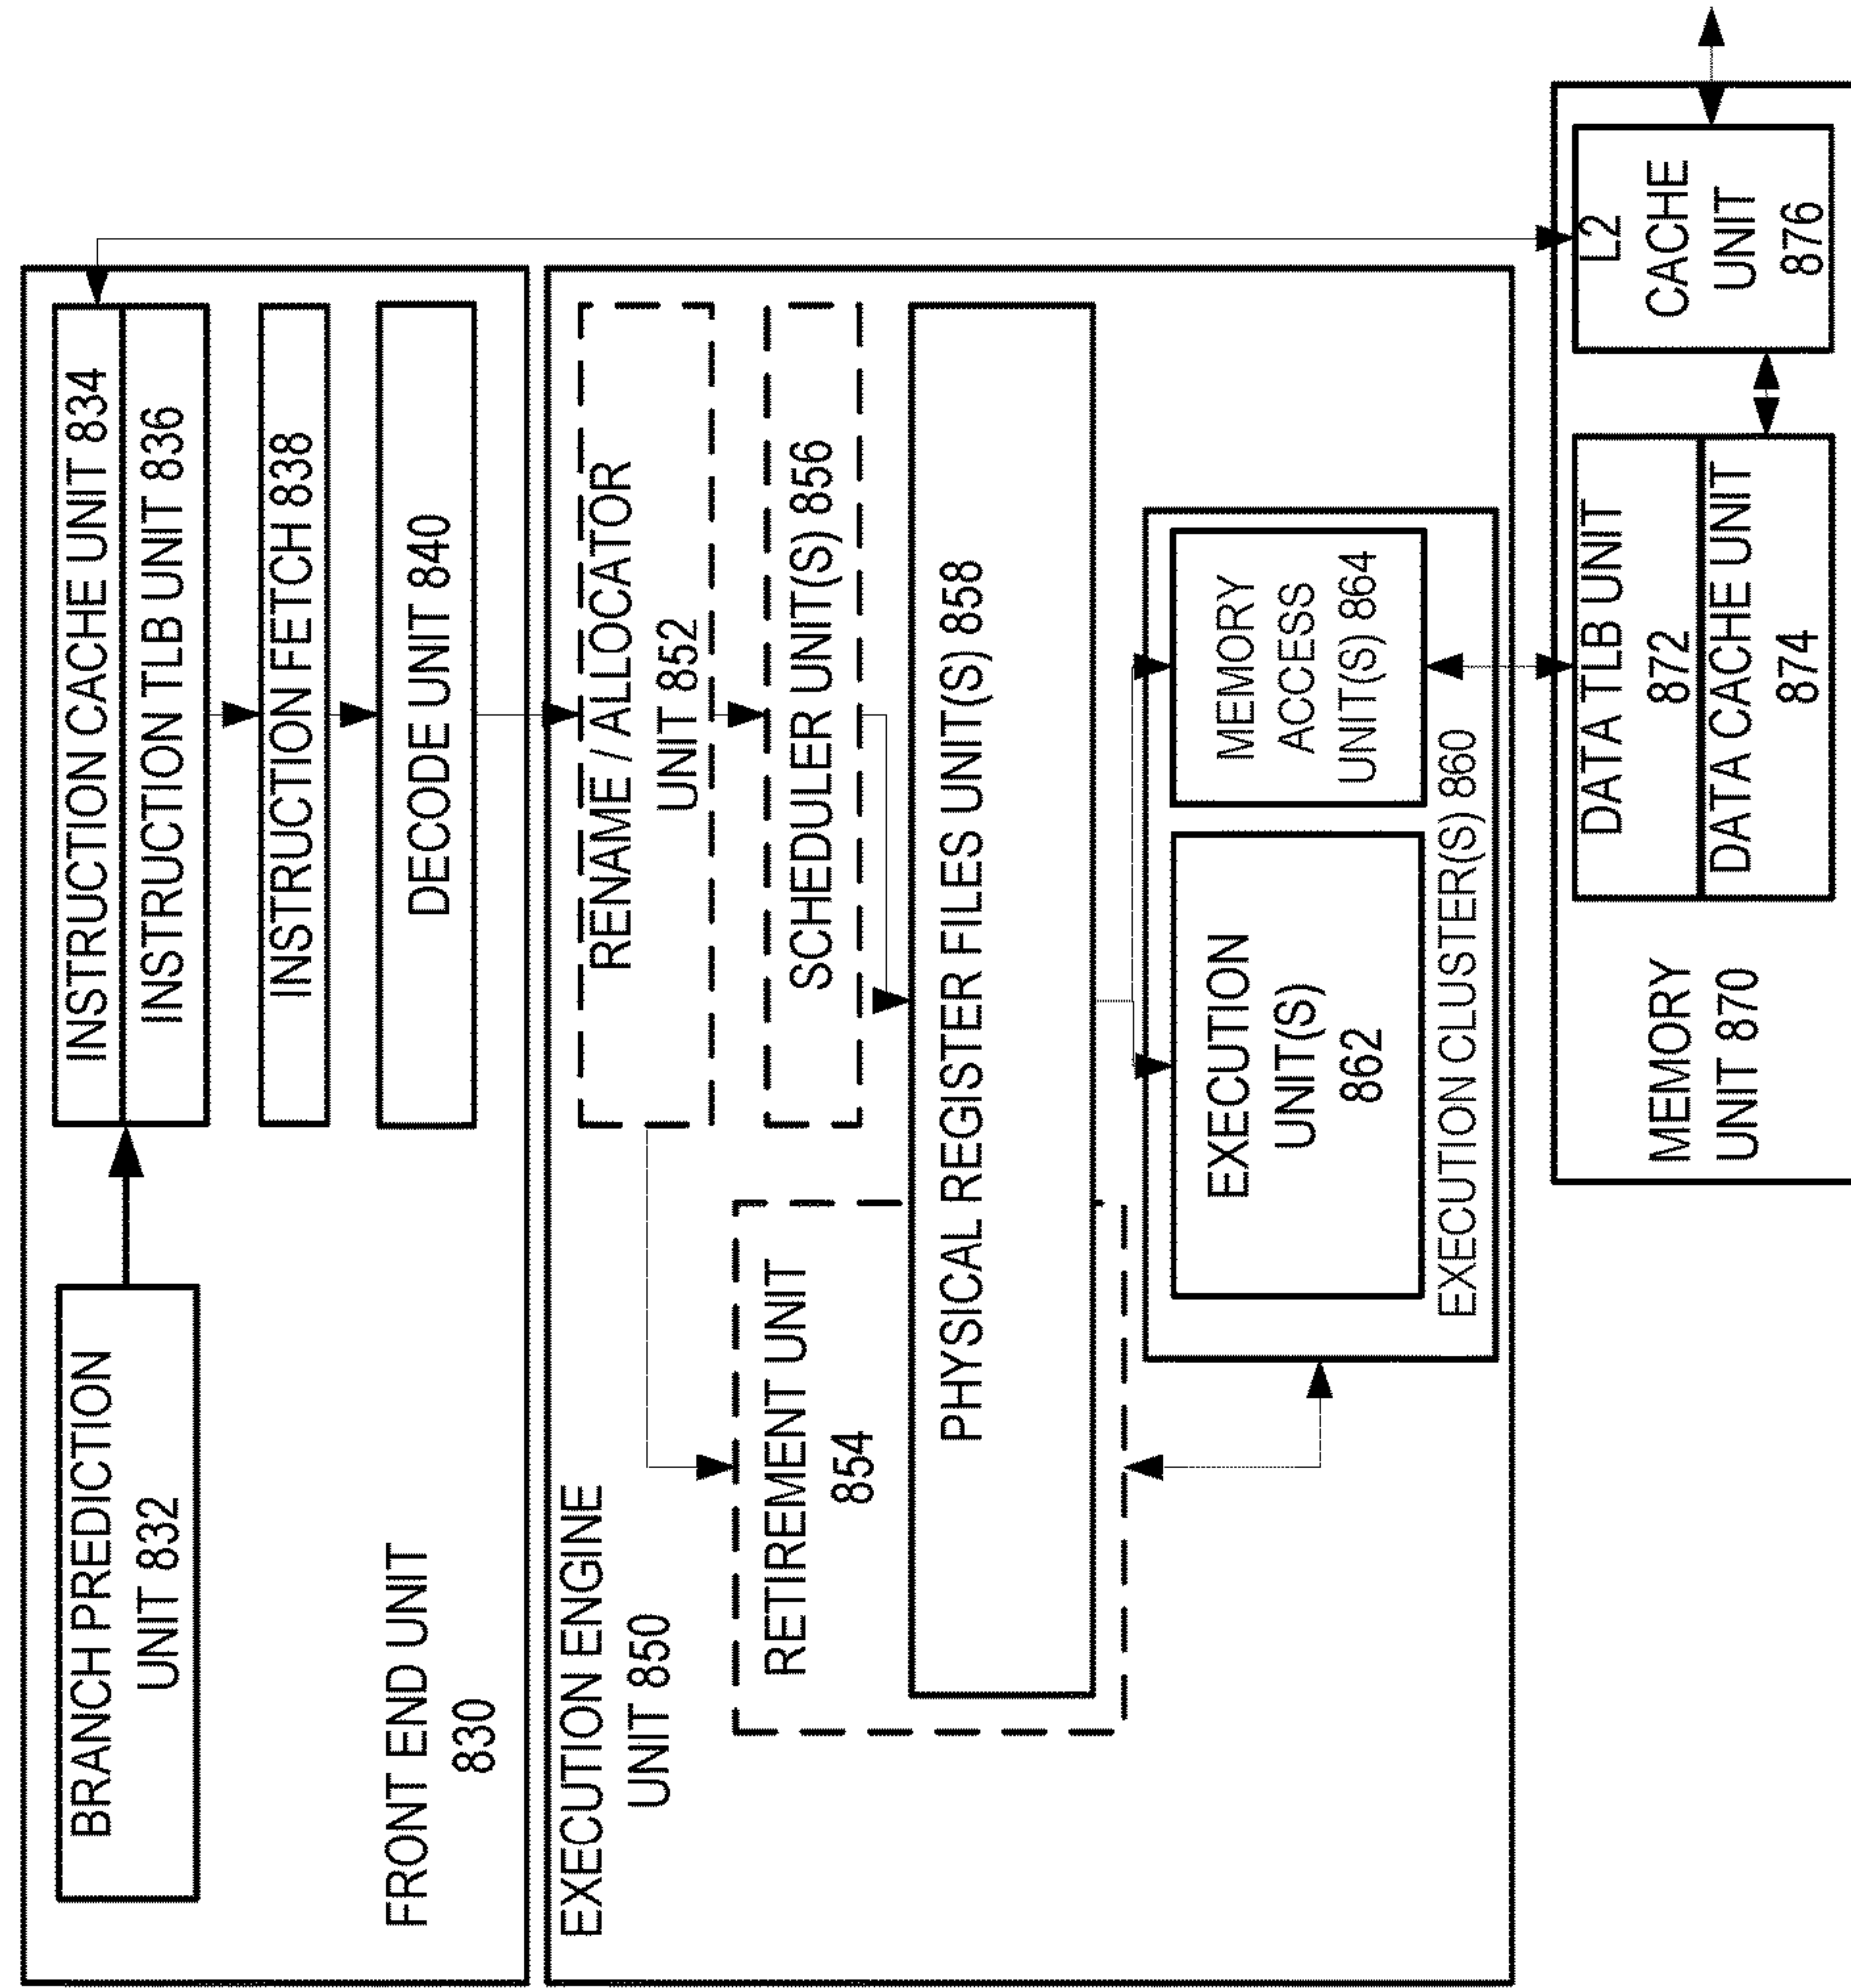 BRANCH PREDICTION
UNIT 832
INSTRUCTION CACHE UNIT 834
INSTRUCTION TLB UNIT 836
INSTRUCTION FETCH 838
DECODE UNIT 840
FRONT END UNIT
830
EXECUTION ENGINE
UNIT 850
RENAME / ALLOCATOR
UNIT 852
RETIREMENT UNIT
854
SCHEDULER UNIT(S) 856
PHYSICAL REGISTER FILES UNIT(S) 858
EXECUTION
UNIT(S)
862
MEMORY
ACCESS
UNIT(S) 864
EXECUTION CLUSTER(S) 860
MEMORY
UNIT 870
DATA TLB UNIT
872
DATA CACHE UNIT
874
L2
CACHE
UNIT
876